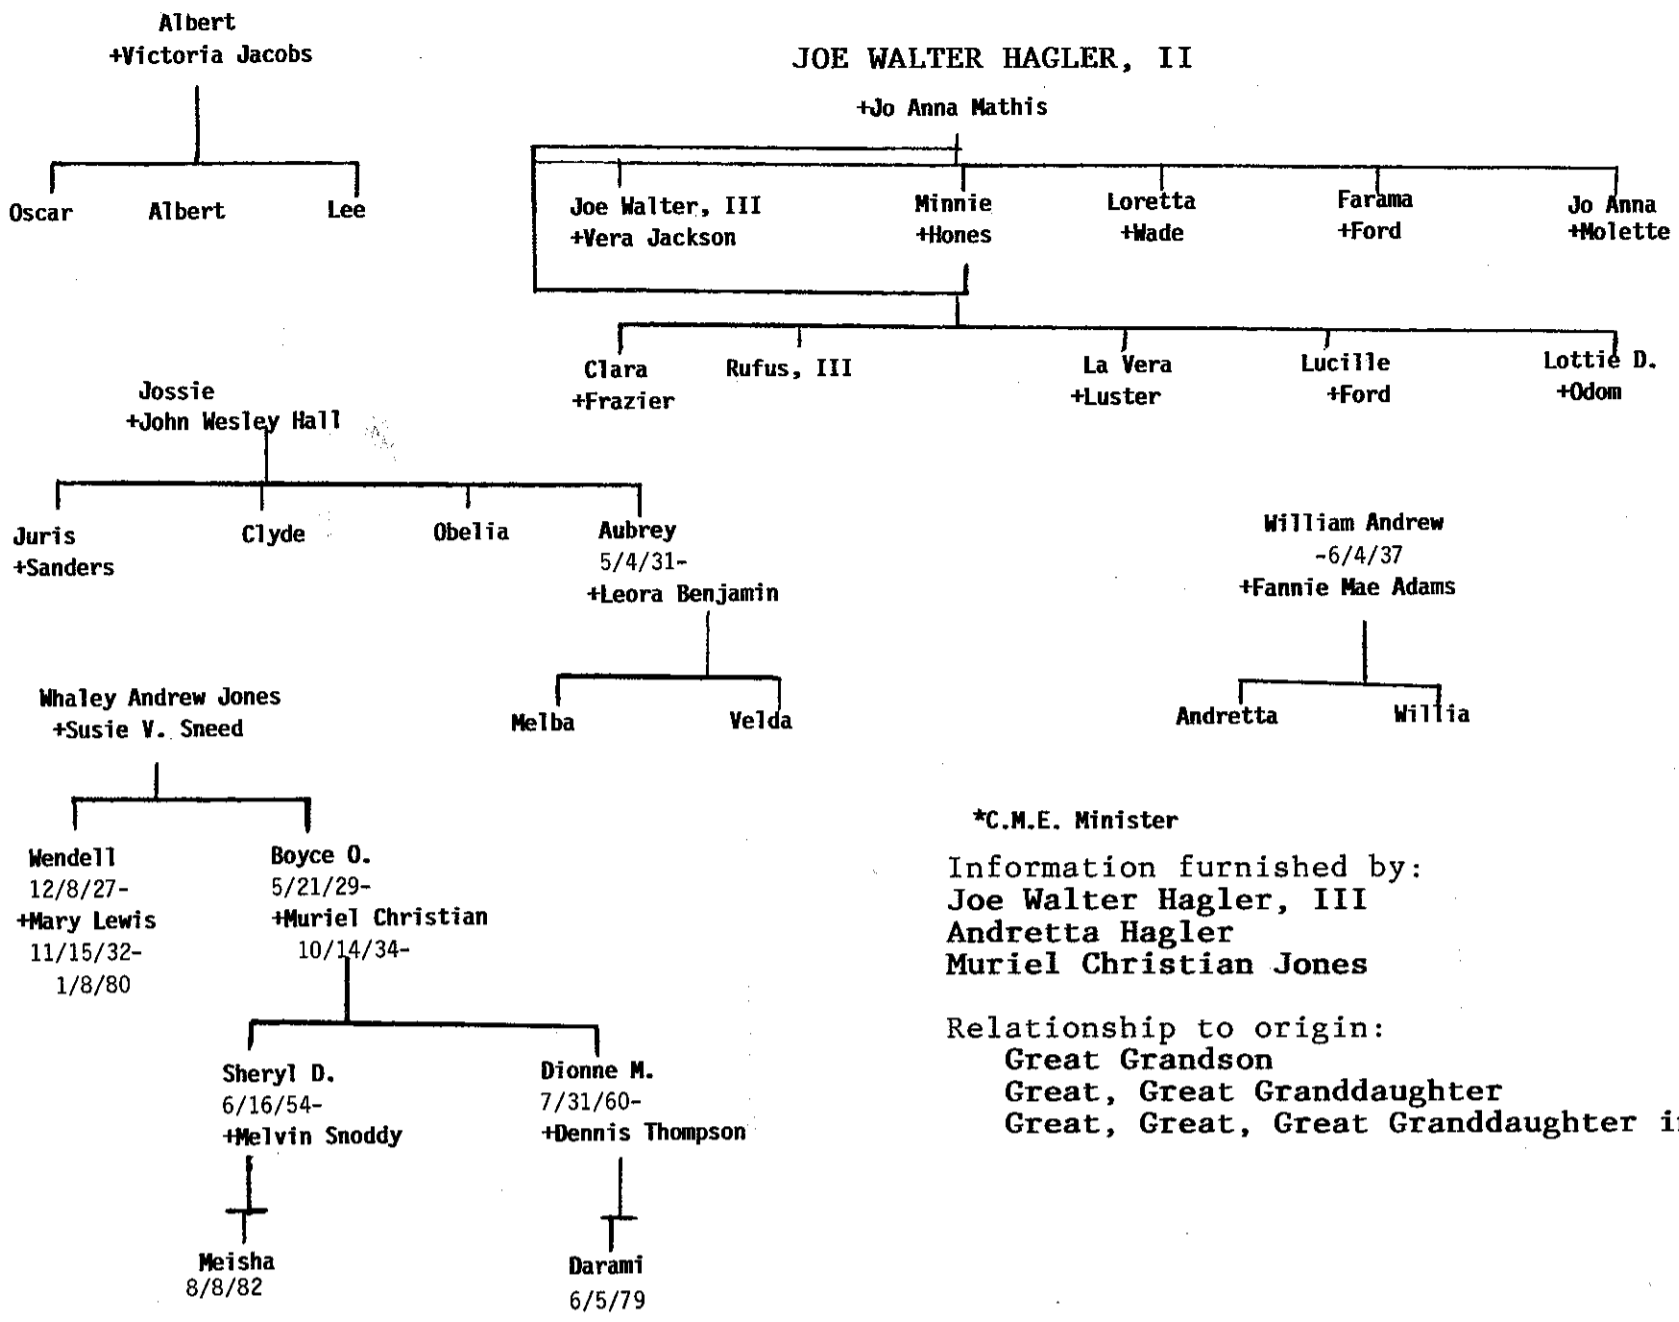 Albert
+Victoria Jacobs
Oscar
Albert
Lee
JOE WALTER HAGLER, II
+Jo Anna Mathis
Joe Walter, III
+Vera Jackson
Minnie
+Hones
Loretta
+Wade
Farama
+Ford
Jo Anna
+Molette
Clara
+Frazier
Rufus, III
La Vera
+Luster
Lucille
+Ford
Lottie D.
+Odom
Jossie
+John Wesley Hall
Juris
+Sanders
Clyde
Obelia
Aubrey
5/4/31-
+Leora Benjamin
Melba
Velda
William Andrew
-6/4/37
+Fannie Mae Adams
Andretta
Willia
Whaley Andrew Jones
+Susie V. Sneed
Wendell
12/8/27-
+Mary Lewis
11/15/32-
1/8/80
Boyce O.
5/21/29-
+Muriel Christian
10/14/34-
Sheryl D.
6/16/54-
+Melvin Snoddy
Dionne M.
7/31/60-
+Dennis Thompson
Meisha
8/8/82
Darami
6/5/79
*C.M.E. Minister
Information furnished by:
Joe Walter Hagler, III
Andretta Hagler
Muriel Christian Jones
Relationship to origin:
Great Grandson
Great, Great Granddaughter
Great, Great, Great Granddaughter i